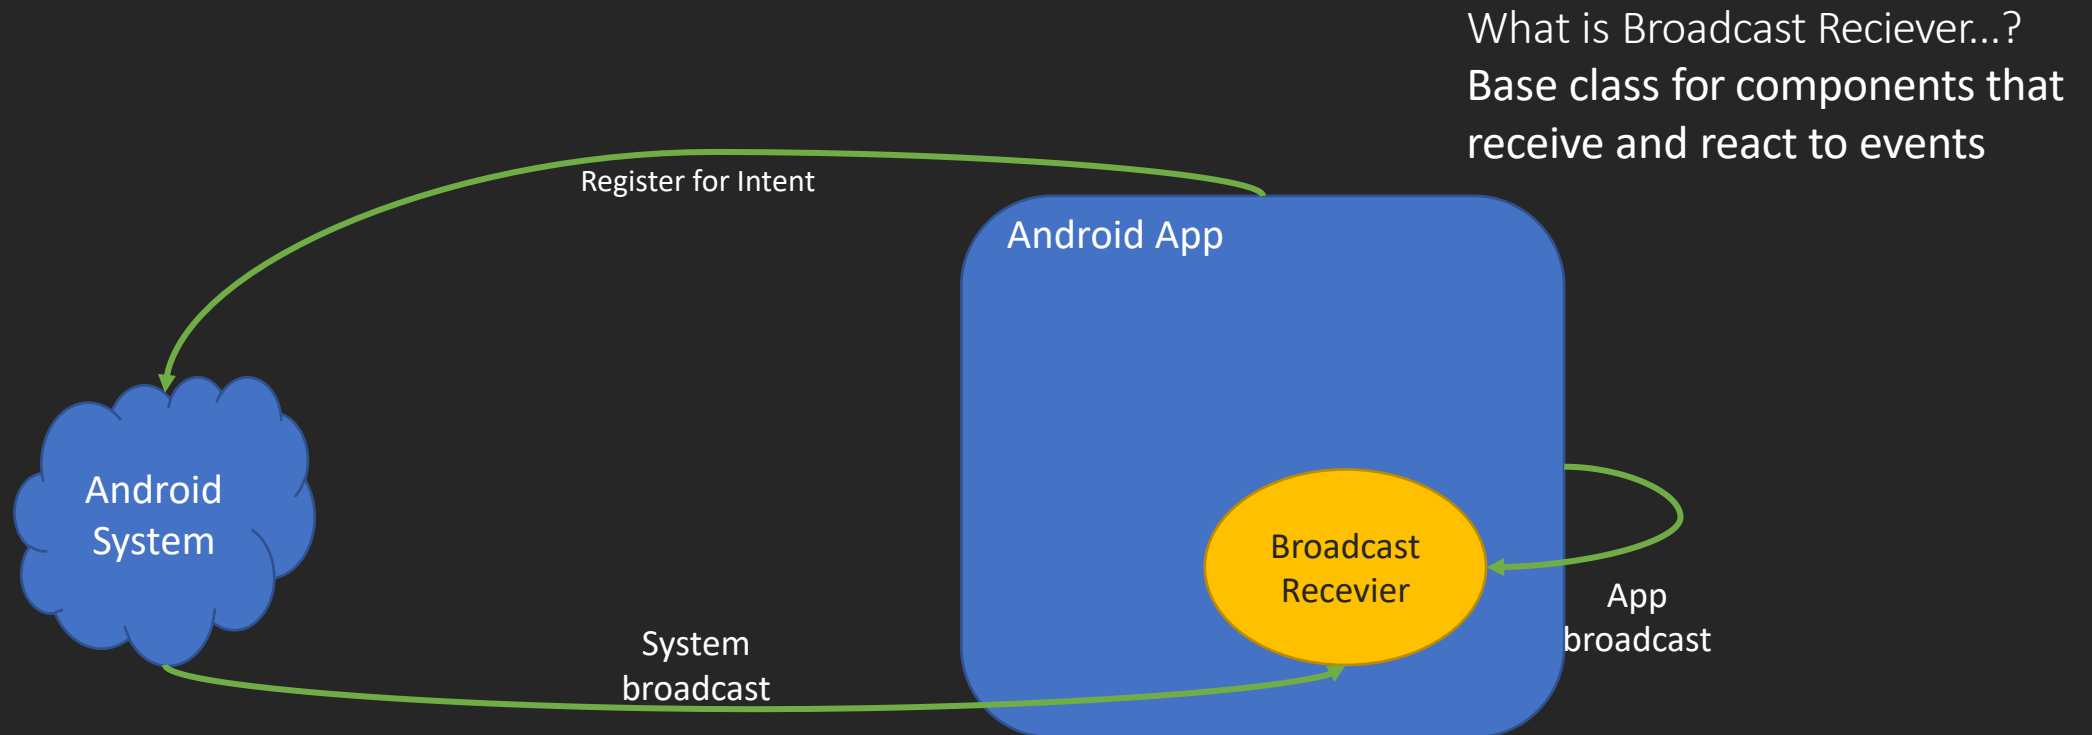 What is Broadcast Reciever...?
Base class for components that
receive and react to events
Register for Intent
Android App
Android
System
Broadcast
Recevier
App
broadcast
System
broadcast